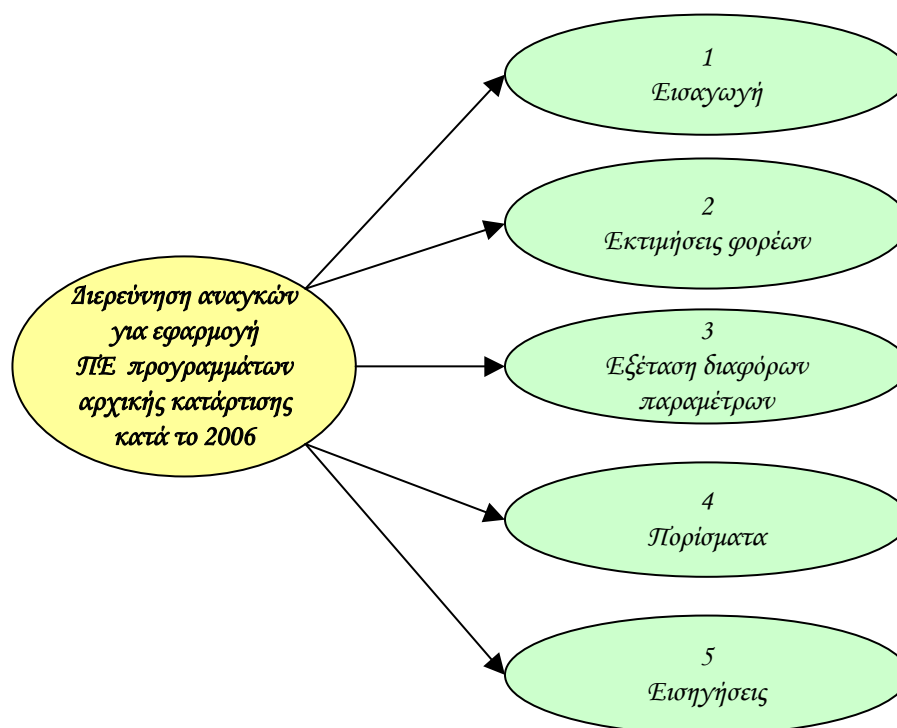 1
Εισαγωγή
2
Εκτιμήσεις φορέων
Διερεύνηση αναγκών
για εφαρμογή
ΠΕ προγραμμάτων
αρχικής κατάρτισης
κατά το 2006
3
Εξέταση διαφόρων
παραμέτρων
4
Πορίσματα
5
Εισηγήσεις